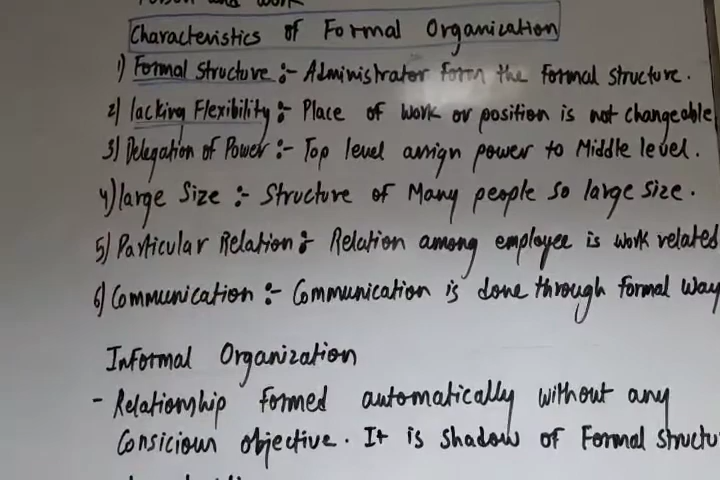 Person and work
Characteristics of Formal Organization
1) Formal Structure :- Administrator form the formal structure.
2) lacking Flexibility :- Place of work or position is not changeable
3) Delegation of Power :- Top level assign power to Middle level.
4) large Size :- Structure of Many people so large size.
5) Particular Relation :- Relation among employee is work related
6) Communication :- Communication is done through formal way
Informal Organization
- Relationship formed automatically without any
Consicious objective. It is shadow of Formal structu